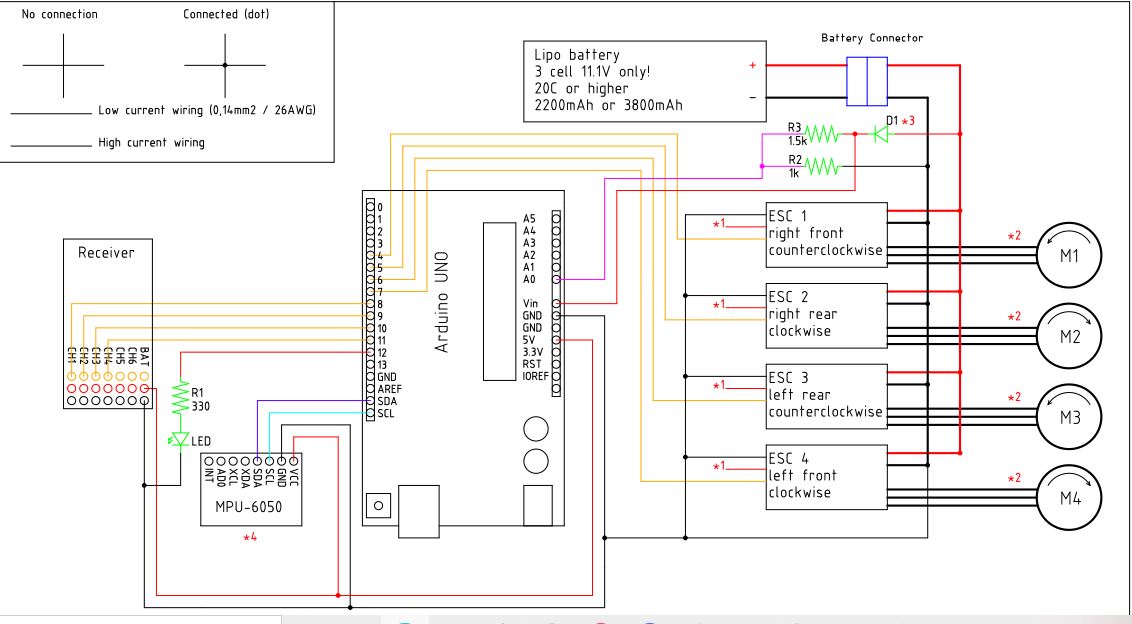 No connection
Connected (dot)
Low current wiring (0,14mm2 / 26AWG)
High current wiring
Lipo battery
3 cell 11.1V only!
20C or higher
2200mAh or 3800mAh
+
-
Battery Connector
R3
1.5k
D1 *3
R2
1k
Receiver
CH1
CH2
CH3
CH4
CH5
CH6
BAT
R1
330
LED
INT
AD0
XCL
XDA
SDA
SCL
GND
VCC
MPU-6050
*4
0
1
2
3
4
5
6
7
8
9
10
11
12
13
GND
AREF
SDA
SCL
Arduino UNO
A5
A4
A3
A2
A1
A0
Vin
GND
GND
5V
3.3V
RST
IOREF
*1
ESC 1
right front
counterclockwise
*2
M1
*1
ESC 2
right rear
clockwise
*2
M2
*1
ESC 3
left rear
counterclockwise
*2
M3
*1
ESC 4
left front
clockwise
*2
M4